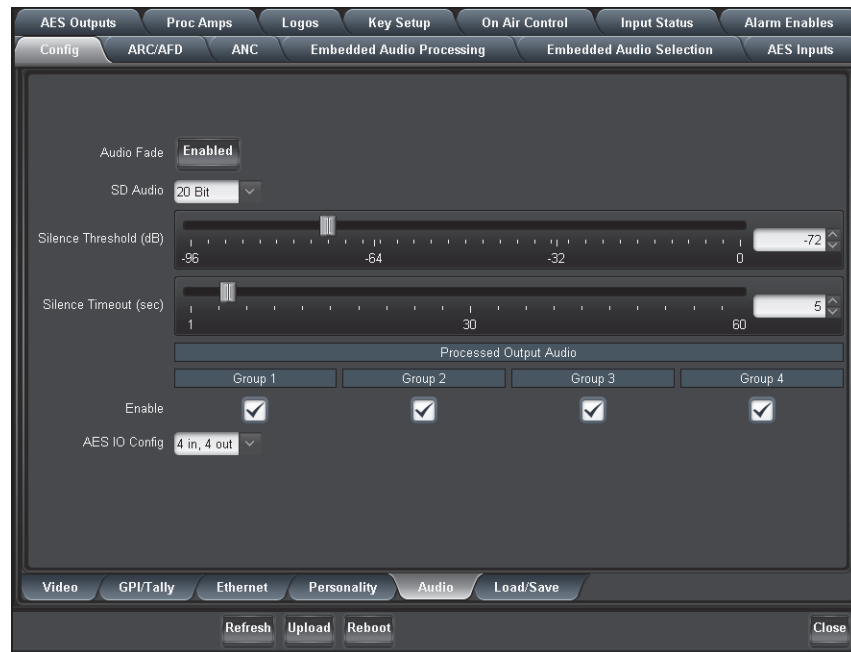 AES Outputs Proc Amps Logos Key Setup On Air Control Input Status Alarm Enables
Config ARC/AFD ANC Embedded Audio Processing Embedded Audio Selection AES Inputs
Audio Fade Enabled
SD Audio 20 Bit
Silence Threshold (dB) -72
-96 -64 -32 0
Silence Timeout (sec) 5
1 30 60
Processed Output Audio
Group 1 Group 2 Group 3 Group 4
Enable
AES IO Config 4 in, 4 out
Video GPI/Tally Ethernet Personality Audio Load/Save
Refresh Upload Reboot Close